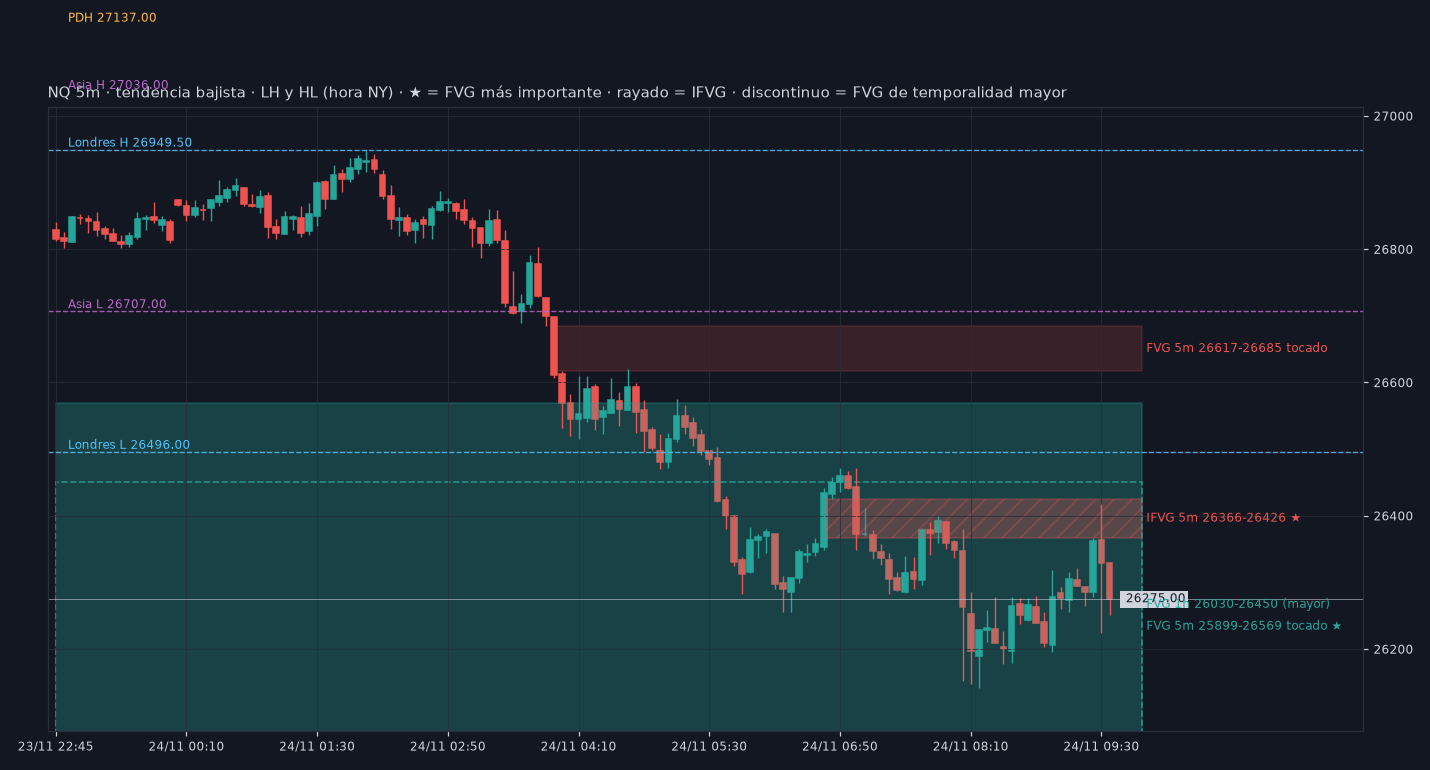 PDH 27137.00
Asia H 27036.00
NQ 5m · tendencia bajista · LH y HL (hora NY) · ★ = FVG más importante · rayado = IFVG · discontinuo = FVG de temporalidad mayor
27000
Londres H 26949.50
26800
Asia L 26707.00
FVG 5m 26617-26685 tocado
26600
Londres L 26496.00
26400
IFVG 5m 26366-26426 ★
26275.00
FVG 1h 26030-26450 (mayor)
FVG 5m 25899-26569 tocado ★
26200
23/11 22:45
24/11 00:10
24/11 01:30
24/11 02:50
24/11 04:10
24/11 05:30
24/11 06:50
24/11 08:10
24/11 09:30